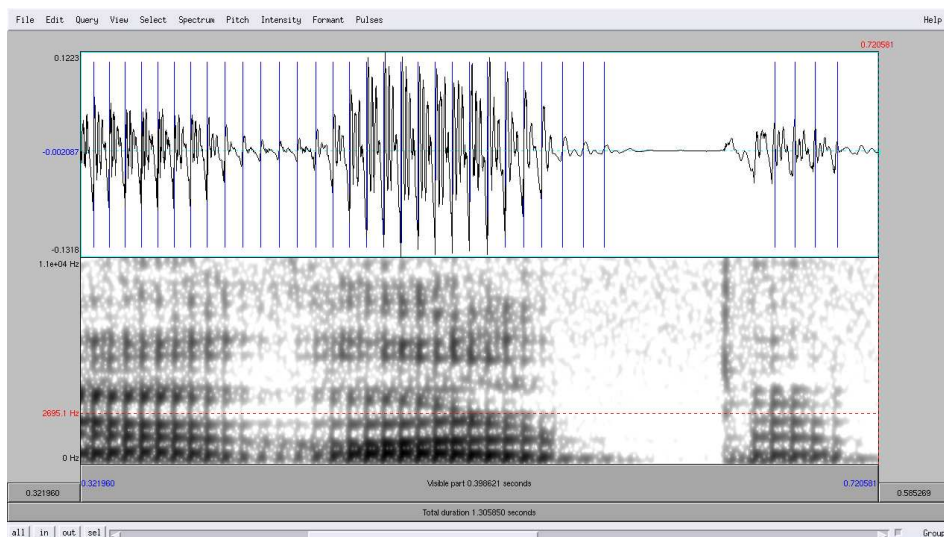 File Edit Query View Select Spectrum Pitch Intensity Formant Pulses Help
0.720581
0.1223
-0.002087
-0.1318
1.1e+04 Hz
2695.1 Hz
0 Hz
0.321960 0.321960 Visible part 0.398621 seconds 0.720581 0.585269
Total duration 1.305850 seconds
all in out sel Group